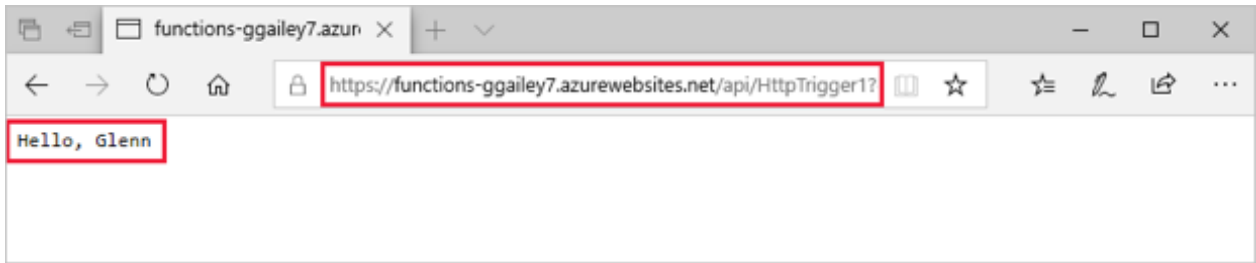 functions-ggailey7.azur
https://functions-ggailey7.azurewebsites.net/api/HttpTrigger1?
Hello, Glenn